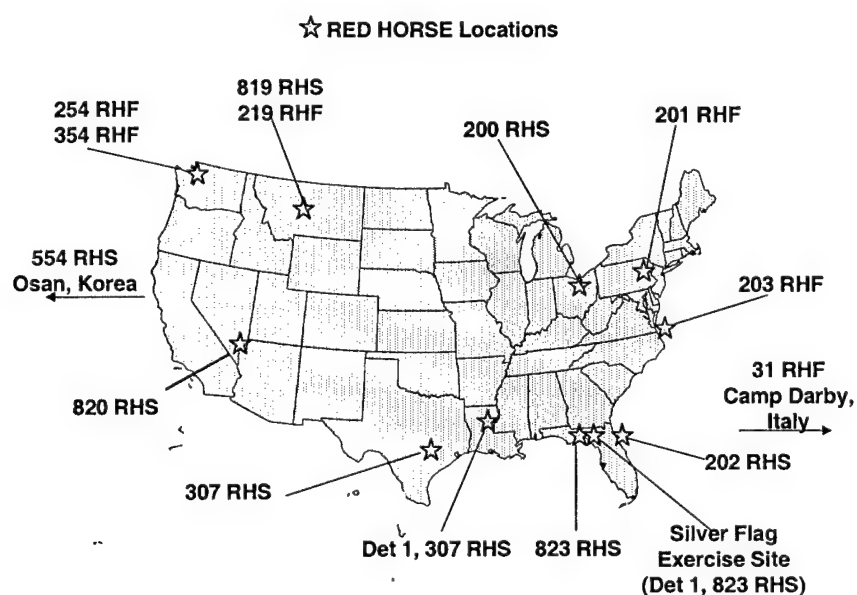 RED HORSE Locations
819 RHS
219 RHF
254 RHF
354 RHF
200 RHS
201 RHF
554 RHS
Osan, Korea
203 RHF
31 RHF
Camp Darby,
Italy
820 RHS
202 RHS
307 RHS
Det 1, 307 RHS
823 RHS
Silver Flag
Exercise Site
(Det 1, 823 RHS)